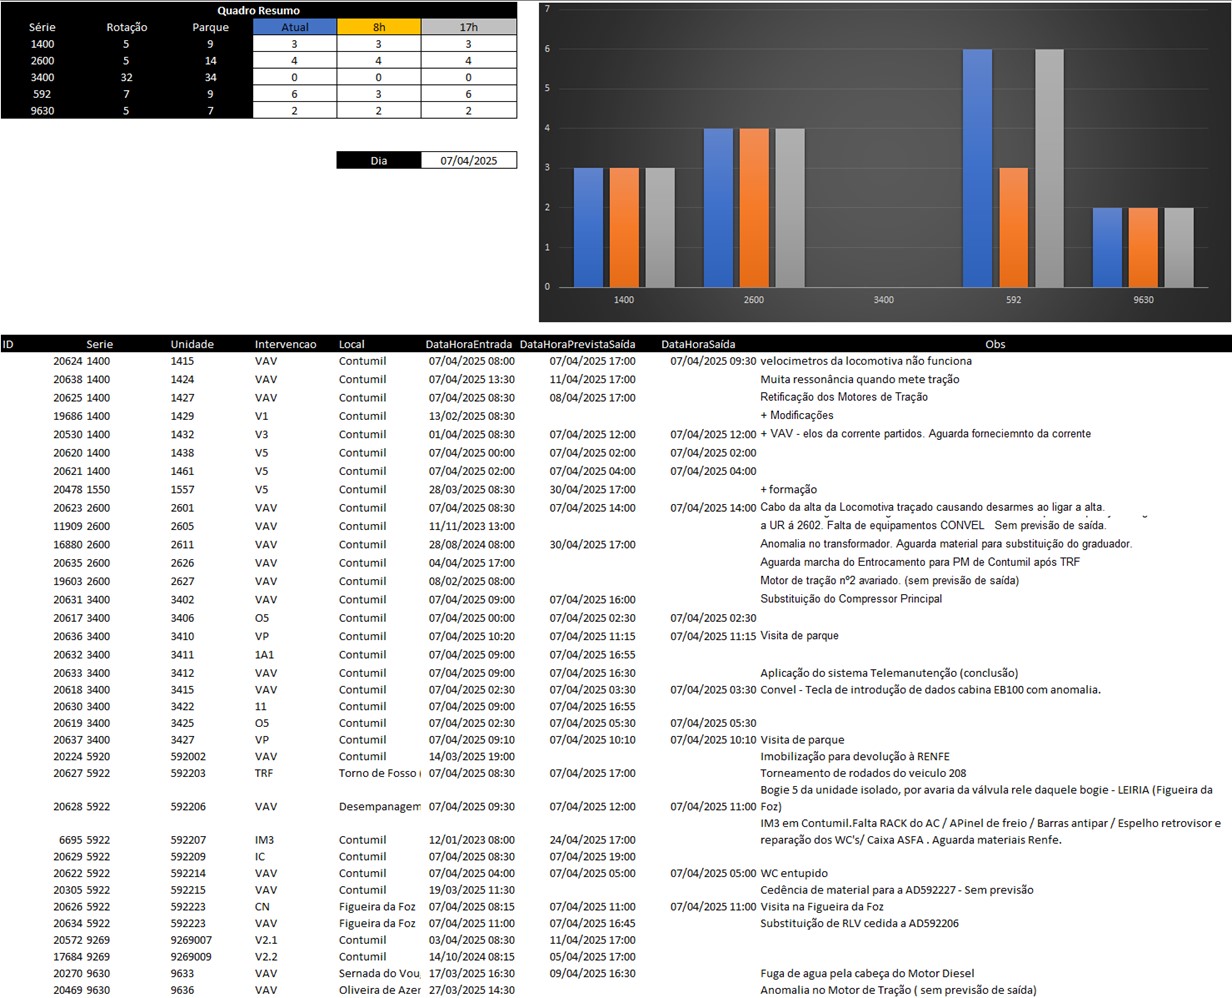 Quadro Resumo
Série Rotação Parque Atual 8h 17h
1400 5 9 3 3 3
2600 5 14 4 4 4
3400 32 34 0 0 0
592 7 9 6 3 6
9630 5 7 2 2 2
Dia 07/04/2025
7
6
5
4
3
2
1
0
1400 2600 3400 592 9630
ID Serie Unidade Intervencao Local DataHoraEntrada DataHoraPrevistaSaída DataHoraSaída Obs
20624 1400 1415 VAV Contumil 07/04/2025 08:00 07/04/2025 17:00 07/04/2025 09:30 velocimetros da locomotiva não funciona
20638 1400 1424 VAV Contumil 07/04/2025 13:30 11/04/2025 17:00 Muita ressonância quando mete tração
20625 1400 1427 VAV Contumil 07/04/2025 08:30 08/04/2025 17:00 Retificação dos Motores de Tração
19686 1400 1429 V1 Contumil 13/02/2025 08:30 + Modificações
20530 1400 1432 V3 Contumil 01/04/2025 08:30 07/04/2025 12:00 07/04/2025 12:00 + VAV - elos da corrente partidos. Aguarda forneciemnto da corrente
20620 1400 1438 V5 Contumil 07/04/2025 00:00 07/04/2025 02:00 07/04/2025 02:00
20621 1400 1461 V5 Contumil 07/04/2025 02:00 07/04/2025 04:00 07/04/2025 04:00
20478 1550 1557 V5 Contumil 28/03/2025 08:30 30/04/2025 17:00 + formação
20623 2600 2601 VAV Contumil 07/04/2025 08:30 07/04/2025 14:00 07/04/2025 14:00 Cabo da alta da Locomotiva traçado causando desarmes ao ligar a alta.
11909 2600 2605 VAV Contumil 11/11/2023 13:00 a UR á 2602. Falta de equipamentos CONVEL Sem previsão de saída.
16880 2600 2611 VAV Contumil 28/08/2024 08:00 30/04/2025 17:00 Anomalia no transformador. Aguarda material para substituição do graduador.
20635 2600 2626 VAV Contumil 04/04/2025 17:00 Aguarda marcha do Entrocamento para PM de Contumil após TRF
19603 2600 2627 VAV Contumil 08/02/2025 08:00 Motor de tração nº2 avariado. (sem previsão de saída)
20631 3400 3402 VAV Contumil 07/04/2025 09:00 07/04/2025 16:00 Substituição do Compressor Principal
20617 3400 3406 O5 Contumil 07/04/2025 00:00 07/04/2025 02:30 07/04/2025 02:30
20636 3400 3410 VP Contumil 07/04/2025 10:20 07/04/2025 11:15 07/04/2025 11:15 Visita de parque
20632 3400 3411 1A1 Contumil 07/04/2025 09:00 07/04/2025 16:55
20633 3400 3412 VAV Contumil 07/04/2025 09:00 07/04/2025 16:30 Aplicação do sistema Telemanutenção (conclusão)
20618 3400 3415 VAV Contumil 07/04/2025 02:30 07/04/2025 03:30 07/04/2025 03:30 Convel - Tecla de introdução de dados cabina EB100 com anomalia.
20630 3400 3422 11 Contumil 07/04/2025 09:00 07/04/2025 16:55
20619 3400 3425 O5 Contumil 07/04/2025 02:30 07/04/2025 05:30 07/04/2025 05:30
20637 3400 3427 VP Contumil 07/04/2025 09:10 07/04/2025 10:10 07/04/2025 10:10 Visita de parque
20224 5920 592002 VAV Contumil 14/03/2025 19:00 Imobilização para devolução à RENFE
20627 5922 592203 TRF Torno de Fosso ( 07/04/2025 08:30 07/04/2025 17:00 Torneamento de rodados do veiculo 208
Bogie 5 da unidade isolado, por avaria da válvula rele daquele bogie - LEIRIA (Figueira da
20628 5922 592206 VAV Desempanagem 07/04/2025 09:30 07/04/2025 12:00 07/04/2025 11:00 Foz)
IM3 em Contumil.Falta RACK do AC / APinel de freio / Barras antipar / Espelho retrovisor e
6695 5922 592207 IM3 Contumil 12/01/2023 08:00 24/04/2025 17:00 reparação dos WC's/ Caixa ASFA . Aguarda materiais Renfe.
20629 5922 592209 IC Contumil 07/04/2025 08:30 07/04/2025 19:00
20622 5922 592214 VAV Contumil 07/04/2025 04:00 07/04/2025 05:00 07/04/2025 05:00 WC entupido
20305 5922 592215 VAV Contumil 19/03/2025 11:30 Cedência de material para a AD592227 - Sem previsão
20626 5922 592223 CN Figueira da Foz 07/04/2025 08:15 07/04/2025 11:00 07/04/2025 11:00 Visita na Figueira da Foz
20634 5922 592223 VAV Figueira da Foz 07/04/2025 11:00 07/04/2025 16:45 Substituição de RLV cedida a AD592206
20572 9269 9269007 V2.1 Contumil 03/04/2025 08:30 11/04/2025 17:00
17684 9269 9269009 V2.2 Contumil 14/10/2024 08:15 05/04/2025 17:00
20270 9630 9633 VAV Sernada do Vou 17/03/2025 16:30 09/04/2025 16:30 Fuga de agua pela cabeça do Motor Diesel
20469 9630 9636 VAV Oliveira de Azer 27/03/2025 14:30 Anomalia no Motor de Tração ( sem previsão de saída)